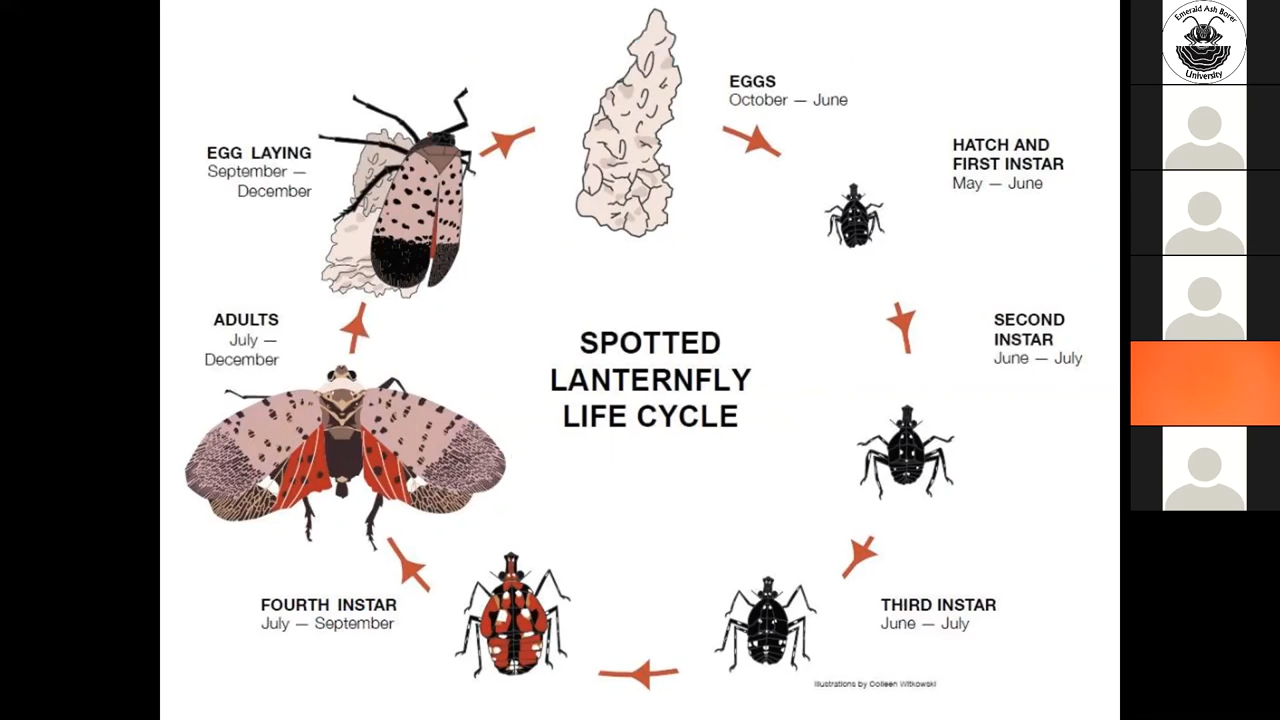 EGGS
October — June
HATCH AND
FIRST INSTAR
May — June
SECOND
INSTAR
June — July
THIRD INSTAR
June — July
FOURTH INSTAR
July — September
ADULTS
July —
December
EGG LAYING
September —
December
SPOTTED
LANTERNFLY
LIFE CYCLE
Illustrations by Colleen Witkowski
Emerald Ash Borer
University